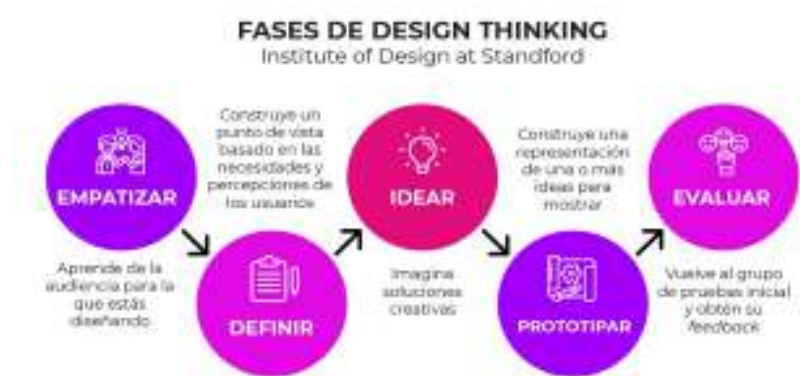 FASES DE DESIGN THINKING
Institute of Design at Standford
EMPATIZAR
Aprende de la
audiencia para la
que estás
diseñando
Construye un
punto de vista
basado en las
necesidades y
percepciones de
los usuarios
DEFINIR
IDEAR
Imagina
soluciones
creativas
Construye una
representación
de una o más
ideas para
mostrar
PROTOTIPAR
EVALUAR
Vuelve al grupo
de pruebas inicial
y obtén su
feedback